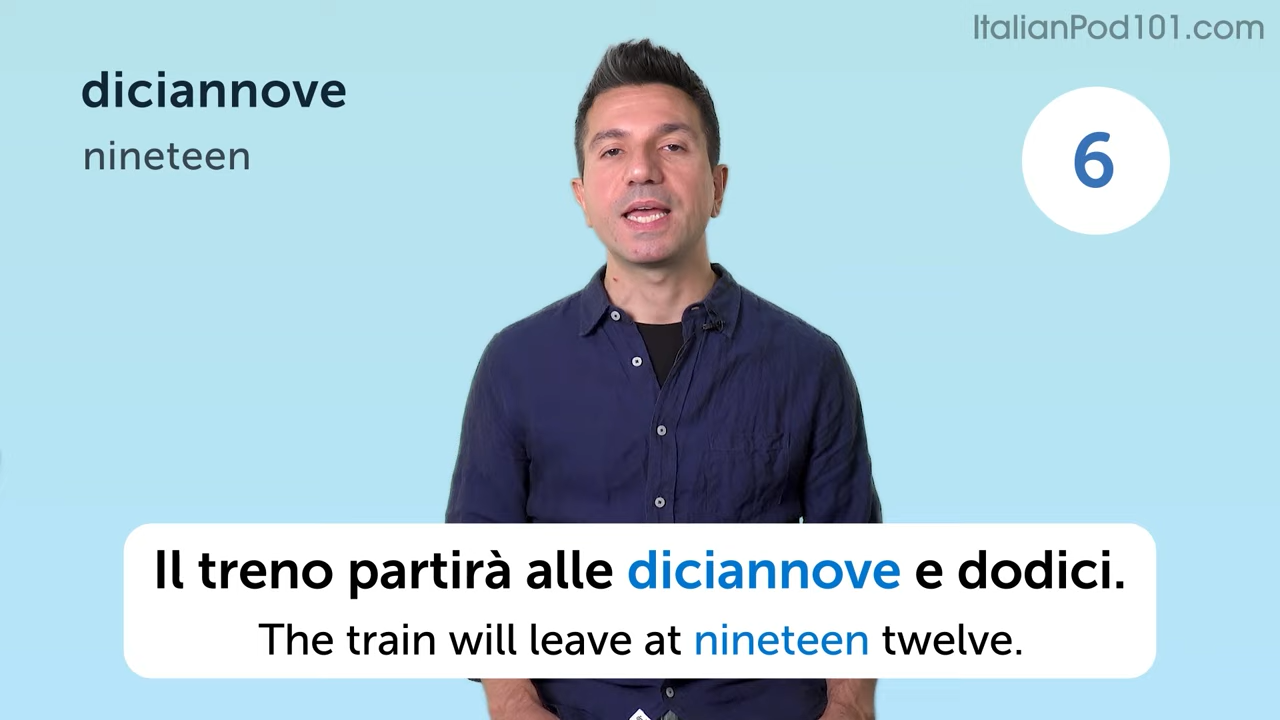 ItalianPod101.com
diciannove
nineteen
6
Il treno partirà alle diciannove e dodici.
The train will leave at nineteen twelve.